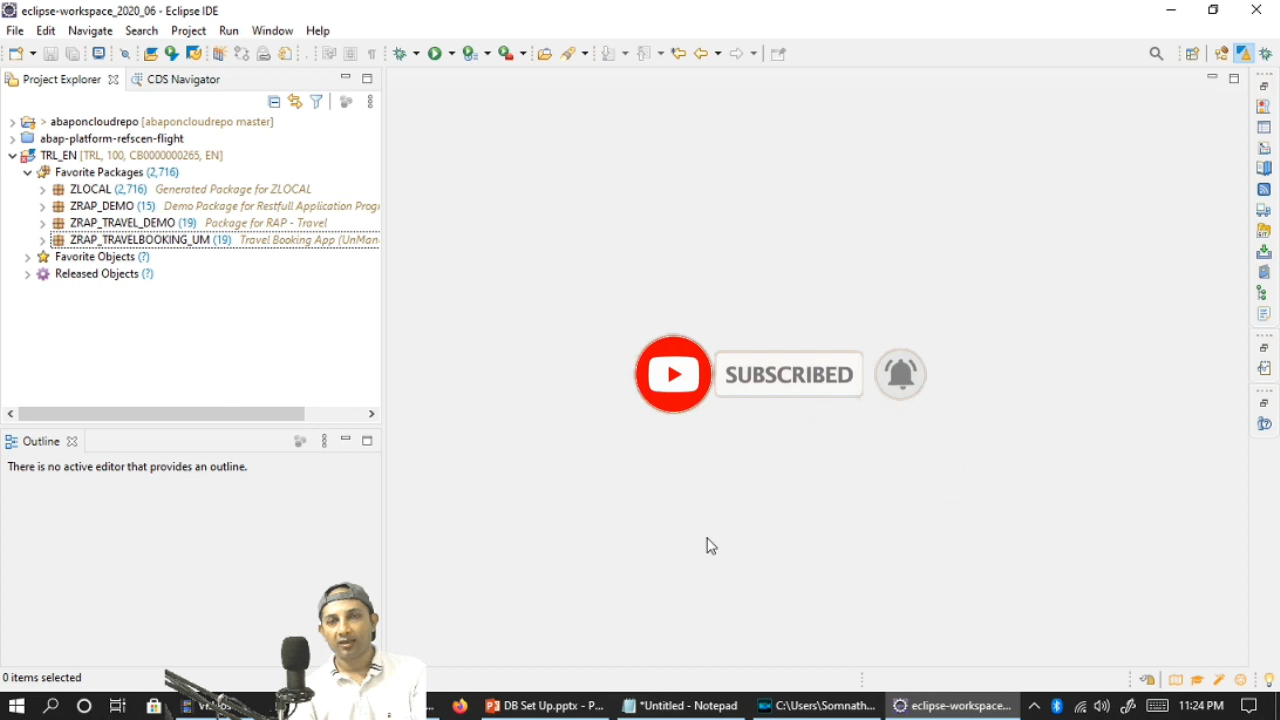 eclipse-workspace_2020_06 - Eclipse IDE
File Edit Navigate Search Project Run Window Help
Project Explorer CDS Navigator
> abaponcloudrepo [abaponcloudrepo master]
abap-platform-refscen-flight
TRL_EN [TRL, 100, CB0000000265, EN]
Favorite Packages (2,716)
ZLOCAL (2,716) Generated Package for ZLOCAL
ZRAP_DEMO (15) Demo Package for Restfull Application Progr
ZRAP_TRAVEL_DEMO (19) Package for RAP - Travel
ZRAP_TRAVELBOOKING_UM (19) Travel Booking App (UnMan
Favorite Objects (?)
Released Objects (?)
SUBSCRIBED
Outline
There is no active editor that provides an outline.
0 items selected
DB Set Up.pptx - P...
*Untitled - Notepad
C:\Users\Somnath...
eclipse-workspace...
11:24 PM